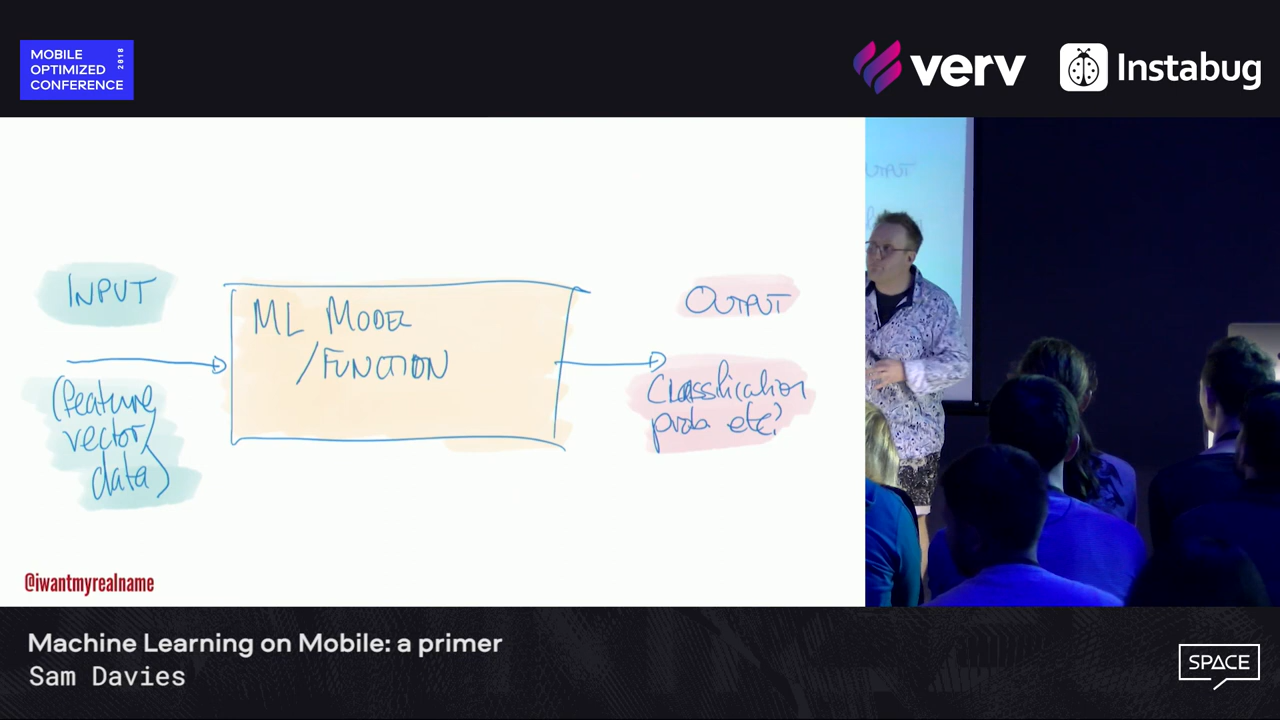 MOBILE
OPTIMIZED
CONFERENCE
2018
verv
Instabug
INPUT
(feature
vector/
data)
ML MODEL
/FUNCTION
OUTPUT
Classification
prob etc?
@iwantmyrealname
Machine Learning on Mobile: a primer
Sam Davies
SPACE